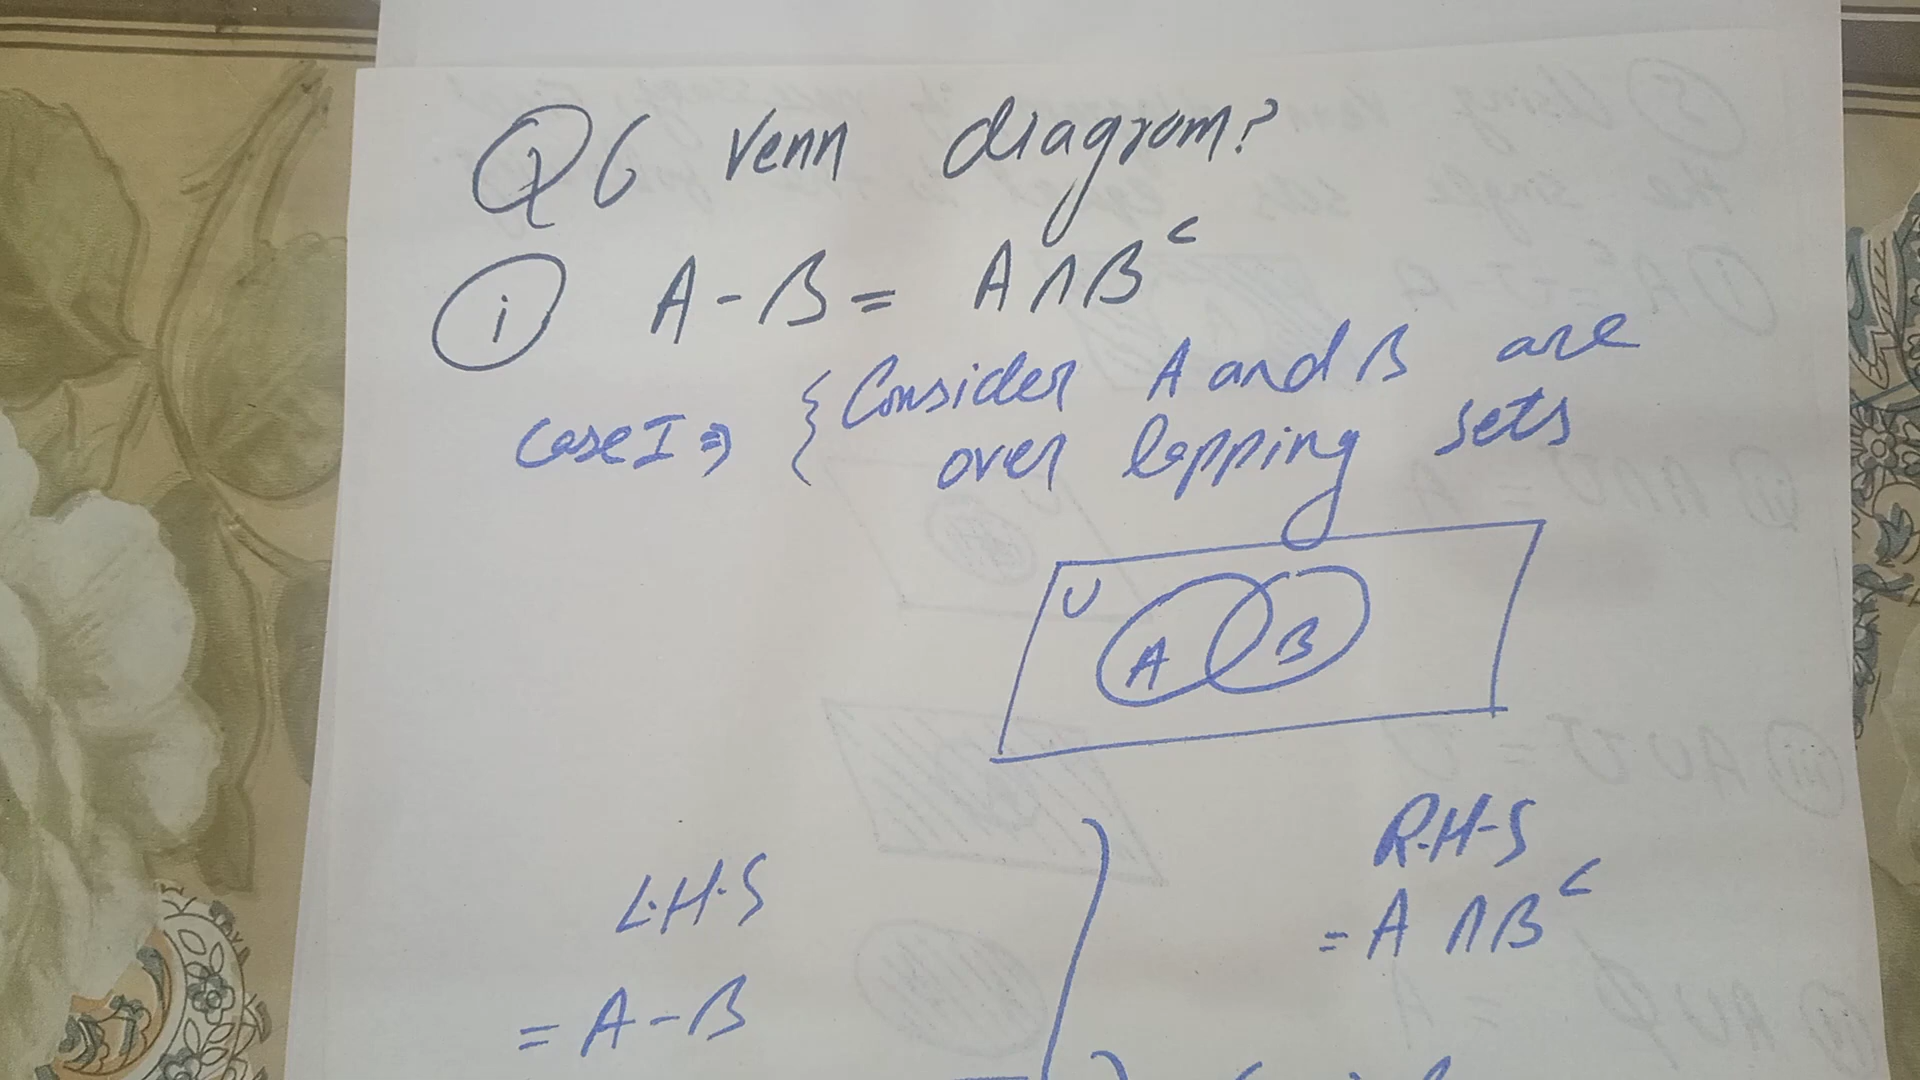 Q6 Venn diagram?
i A - B = A ∩ B^c
Case I ⇒ { Consider A and B are
over lapping sets
U
A B
L.H.S
= A - B
R.H-S
= A ∩ B^c